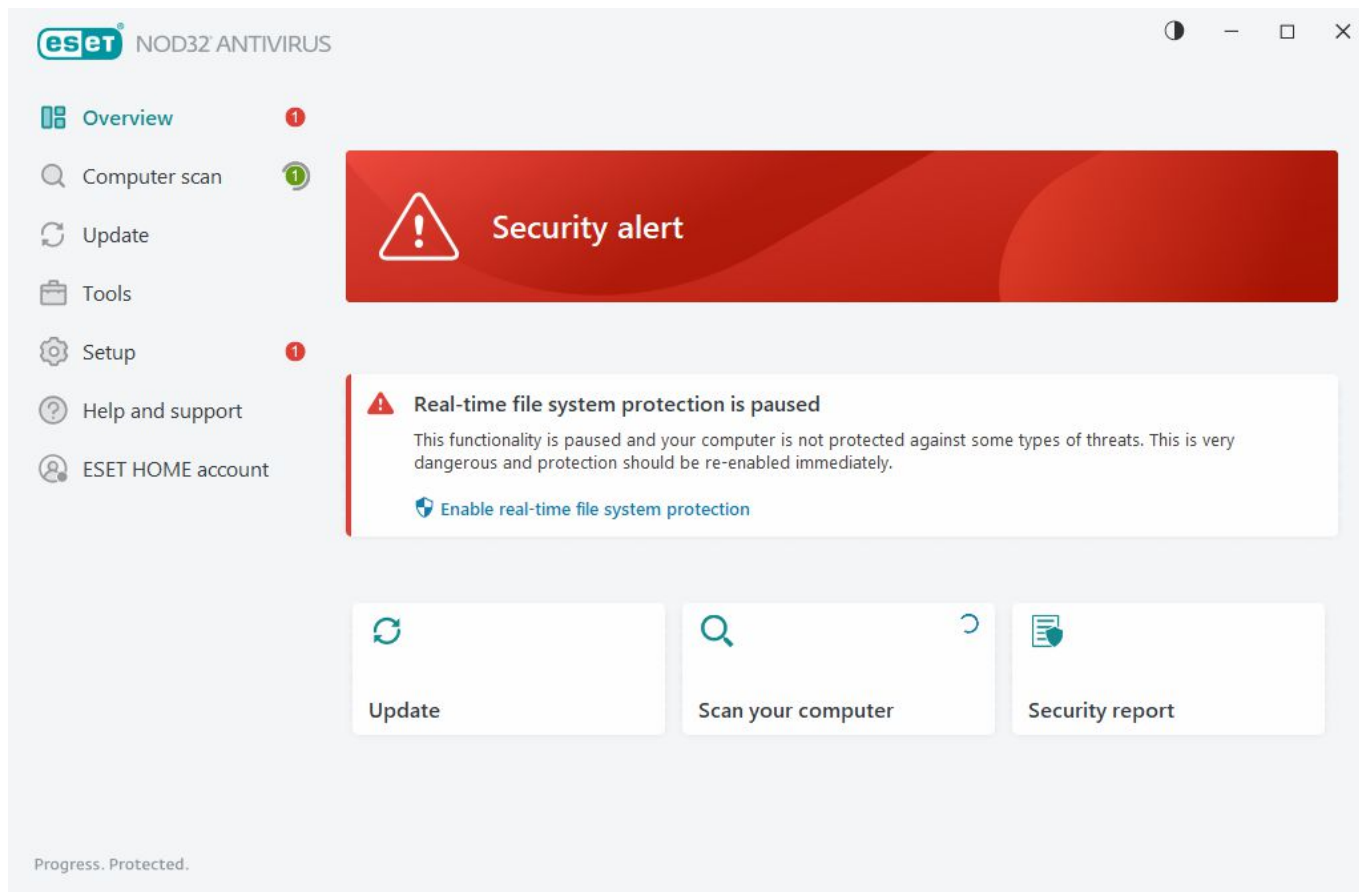 eset® NOD32® ANTIVIRUS
Overview 1
Computer scan 1
Update
Tools
Setup 1
Help and support
ESET HOME account
Security alert
Real-time file system protection is paused
This functionality is paused and your computer is not protected against some types of threats. This is very
dangerous and protection should be re-enabled immediately.
Enable real-time file system protection
Update
Scan your computer
Security report
Progress. Protected.